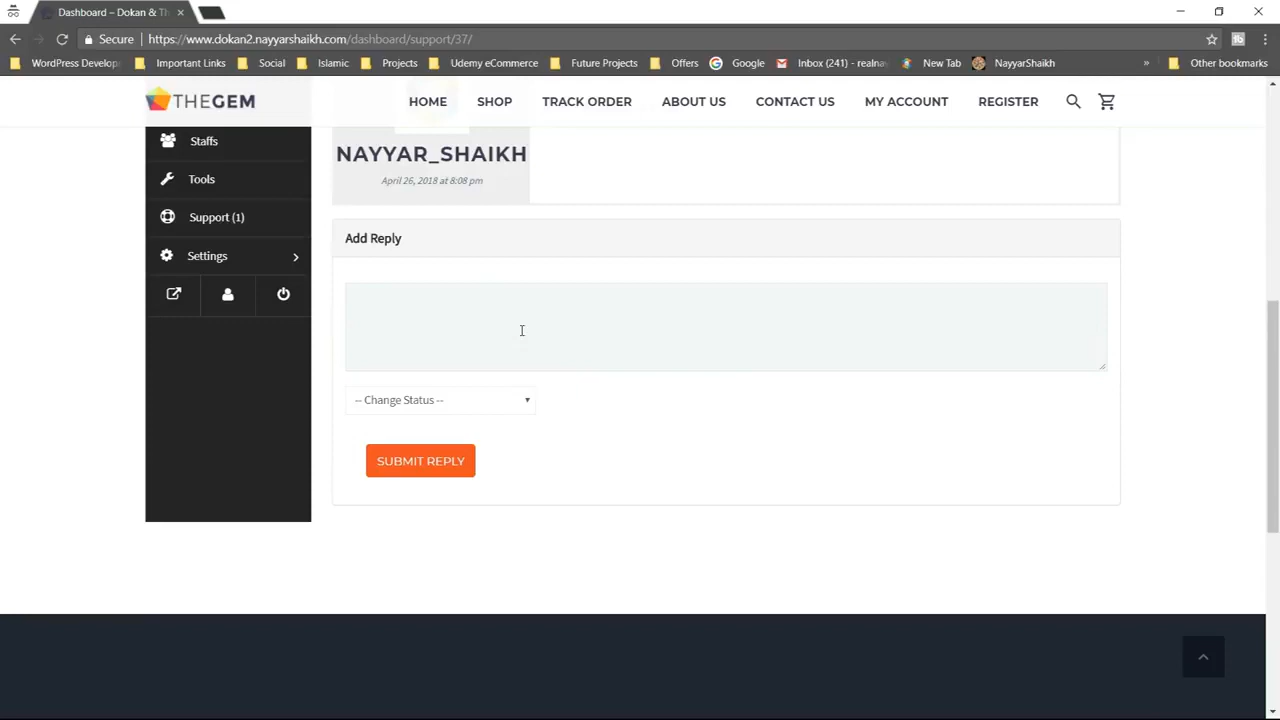 Dashboard – Dokan & Th
Secure
https://www.dokan2.nayyarshaikh.com/dashboard/support/37/
WordPress Develop
Important Links
Social
Islamic
Projects
Udemy eCommerce
Future Projects
Offers
Google
Inbox (241) - realnay
New Tab
NayyarShaikh
»
Other bookmarks
THEGEM
HOME
SHOP
TRACK ORDER
ABOUT US
CONTACT US
MY ACCOUNT
REGISTER
Staffs
Tools
Support (1)
Settings
NAYYAR_SHAIKH
April 26, 2018 at 8:08 pm
Add Reply
-- Change Status --
SUBMIT REPLY